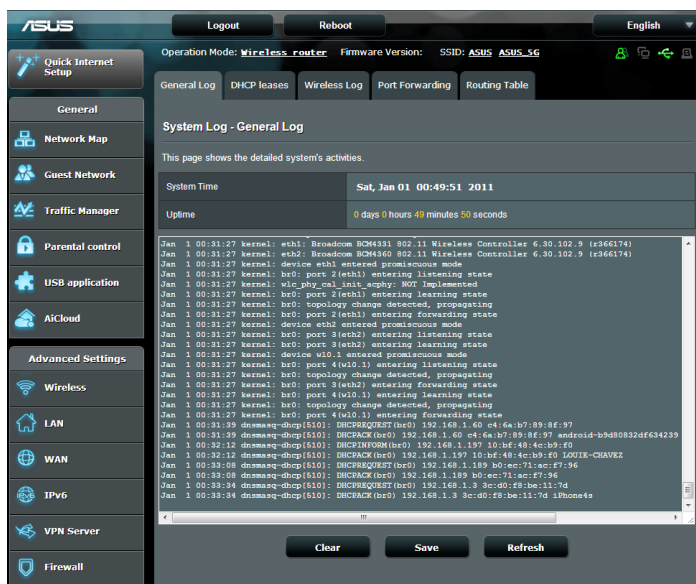 ASUS
Logout
Reboot
English
Operation Mode: Wireless router Firmware Version: SSID: ASUS ASUS_5G
Quick Internet
Setup
General
Network Map
Guest Network
Traffic Manager
Parental control
USB application
AiCloud
Advanced Settings
Wireless
LAN
WAN
IPv6
VPN Server
Firewall
General Log
DHCP leases
Wireless Log
Port Forwarding
Routing Table
System Log - General Log
This page shows the detailed system's activities.
System Time Sat, Jan 01 00:49:51 2011
Uptime 0 days 0 hours 49 minutes 50 seconds
Jan 1 00:31:27 kernel: eth1: Broadcom BCM4331 802.11 Wireless Controller 6.30.102.9 (r366174)
Jan 1 00:31:27 kernel: eth2: Broadcom BCM4360 802.11 Wireless Controller 6.30.102.9 (r366174)
Jan 1 00:31:27 kernel: device eth1 entered promiscuous mode
Jan 1 00:31:27 kernel: br0: port 2(eth1) entering listening state
Jan 1 00:31:27 kernel: wlc_phy_cal_init_acphy: NOT Implemented
Jan 1 00:31:27 kernel: br0: port 2(eth1) entering learning state
Jan 1 00:31:27 kernel: br0: topology change detected, propagating
Jan 1 00:31:27 kernel: br0: port 2(eth1) entering forwarding state
Jan 1 00:31:27 kernel: device eth2 entered promiscuous mode
Jan 1 00:31:27 kernel: br0: port 3(eth2) entering listening state
Jan 1 00:31:27 kernel: br0: port 3(eth2) entering learning state
Jan 1 00:31:27 kernel: device wl0.1 entered promiscuous mode
Jan 1 00:31:27 kernel: br0: port 4(wl0.1) entering listening state
Jan 1 00:31:27 kernel: br0: topology change detected, propagating
Jan 1 00:31:27 kernel: br0: port 3(eth2) entering forwarding state
Jan 1 00:31:27 kernel: br0: port 4(wl0.1) entering learning state
Jan 1 00:31:27 kernel: br0: topology change detected, propagating
Jan 1 00:31:27 kernel: br0: port 4(wl0.1) entering forwarding state
Jan 1 00:31:39 dnsmasq-dhcp[510]: DHCPREQUEST(br0) 192.168.1.60 c4:6a:b7:89:8f:97
Jan 1 00:31:39 dnsmasq-dhcp[510]: DHCPACK(br0) 192.168.1.60 c4:6a:b7:89:8f:97 android-b9d80832df634239
Jan 1 00:32:12 dnsmasq-dhcp[510]: DHCPINFORM(br0) 192.168.1.197 10:bf:48:4c:b9:f0
Jan 1 00:32:12 dnsmasq-dhcp[510]: DHCPACK(br0) 192.168.1.197 10:bf:48:4c:b9:f0 LOUIE-CHAVEZ
Jan 1 00:33:08 dnsmasq-dhcp[510]: DHCPREQUEST(br0) 192.168.1.189 b0:ec:71:ac:f7:96
Jan 1 00:33:08 dnsmasq-dhcp[510]: DHCPACK(br0) 192.168.1.189 b0:ec:71:ac:f7:96
Jan 1 00:33:34 dnsmasq-dhcp[510]: DHCPREQUEST(br0) 192.168.1.3 3c:d0:f8:be:11:7d
Jan 1 00:33:34 dnsmasq-dhcp[510]: DHCPACK(br0) 192.168.1.3 3c:d0:f8:be:11:7d iPhone4s
Clear
Save
Refresh